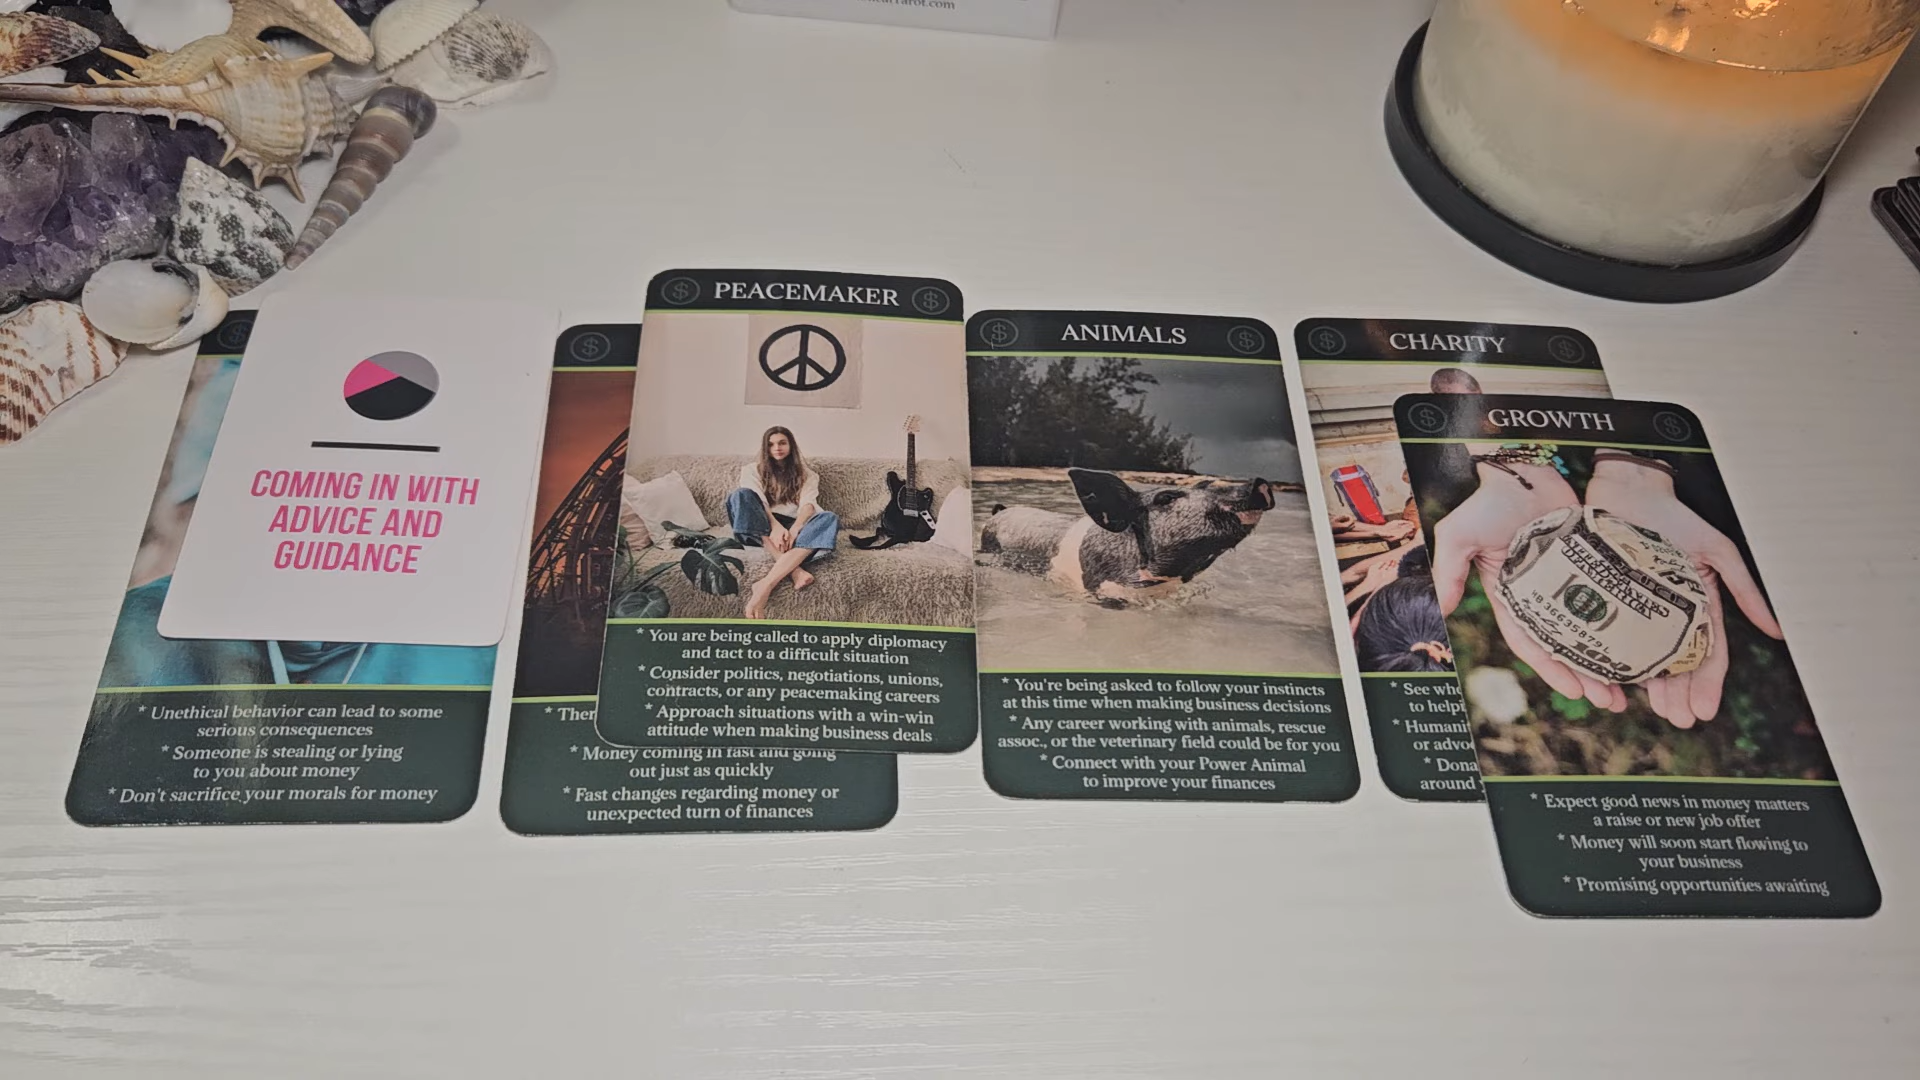 COMING IN WITH
ADVICE AND
GUIDANCE
* Unethical behavior can lead to some
serious consequences
* Someone is stealing or lying
to you about money
* Don't sacrifice your morals for money
* Money coming in fast and going
out just as quickly
* Fast changes regarding money or
unexpected turn of finances
$ PEACEMAKER $
* You are being called to apply diplomacy
and tact to a difficult situation
* Consider politics, negotiations, unions,
contracts, or any peacemaking careers
* Approach situations with a win-win
attitude when making business deals
$ ANIMALS $
* You're being asked to follow your instincts
at this time when making business decisions
* Any career working with animals, rescue
assoc., or the veterinary field could be for you
* Connect with your Power Animal
to improve your finances
$ CHARITY $
* See
around
$ GROWTH $
100
HB36635879L
100
* Expect good news in money matters
a raise or new job offer
* Money will soon start flowing to
your business
* Promising opportunities awaiting